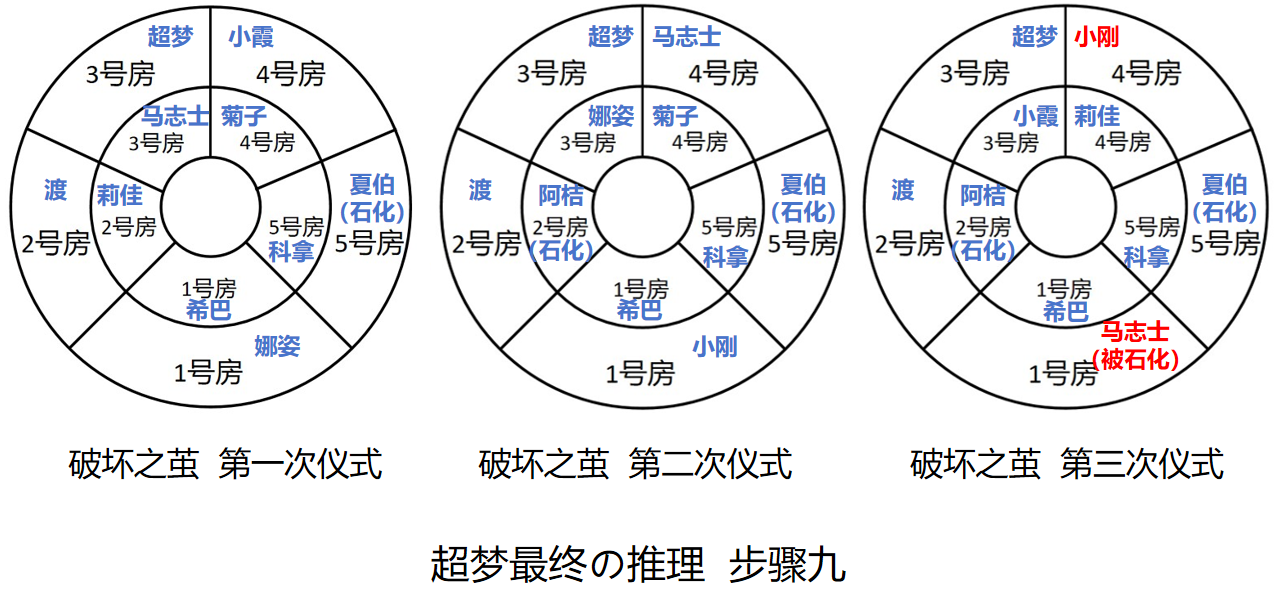 超梦
小霞
3号房
4号房
马志士
菊子
3号房
4号房
渡
莉佳
夏伯
(石化)
2号房
2号房
5号房
科拿
5号房
1号房
希巴
娜姿
1号房
破坏之茧 第一次仪式
超梦
马志士
3号房
4号房
娜姿
菊子
3号房
4号房
渡
阿桔
夏伯
(石化)
2号房
2号房
(石化)
5号房
科拿
5号房
1号房
希巴
小刚
1号房
破坏之茧 第二次仪式
超梦
小刚
3号房
4号房
小霞
莉佳
3号房
4号房
渡
阿桔
夏伯
(石化)
2号房
2号房
(石化)
5号房
科拿
5号房
1号房
希巴
马志士
(被石化)
1号房
破坏之茧 第三次仪式
超梦最终の推理 步骤九